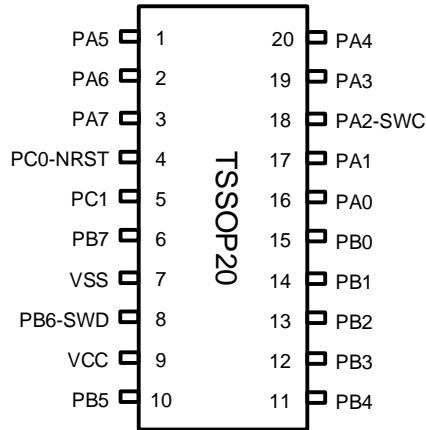 PA5 1 20 PA4
PA6 2 19 PA3
PA7 3 18 PA2-SWC
PC0-NRST 4 17 PA1
PC1 5 16 PA0
PB7 6 15 PB0
VSS 7 14 PB1
PB6-SWD 8 13 PB2
VCC 9 12 PB3
PB5 10 11 PB4
TSSOP20